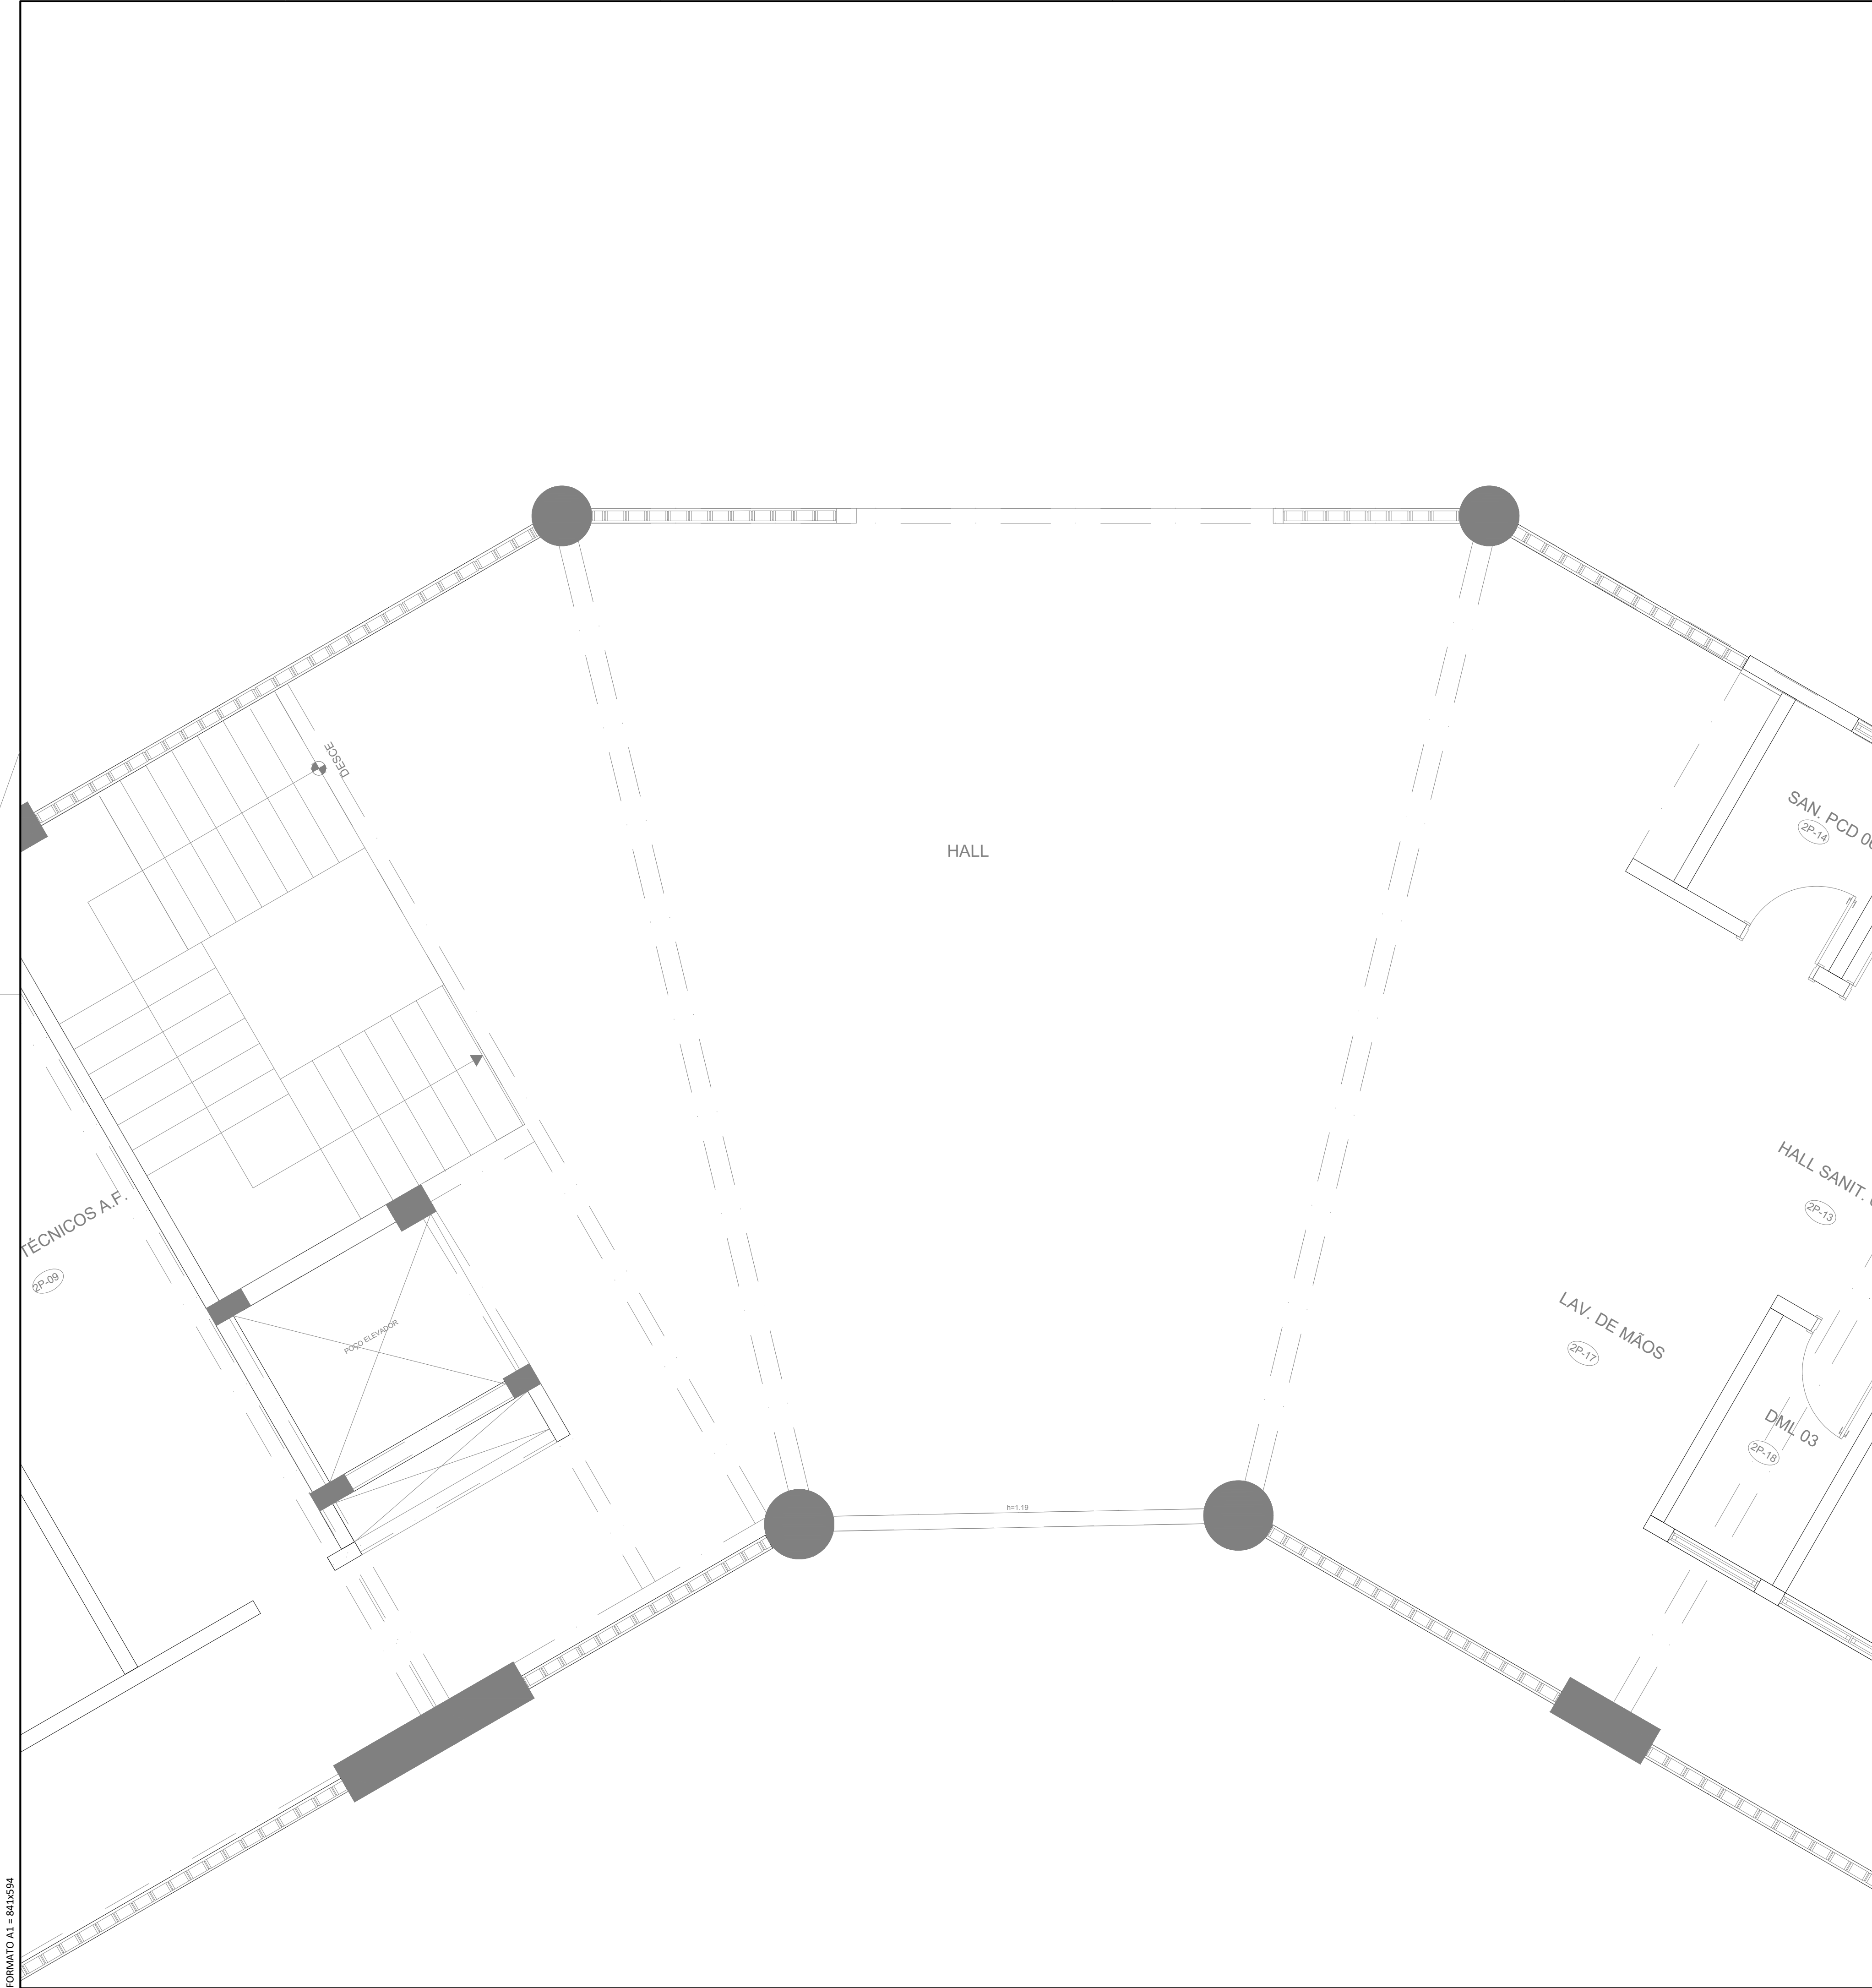 DESCE
HALL
SAN. PCD
2P-14
HALL SANIT.
2P-13
TÉCNICOS A.F.
2P-09
POÇO ELEVADOR
LAV. DE MÃOS
2P-17
DML 03
2P-18
h=1.19
FORMATO A1 = 841x594